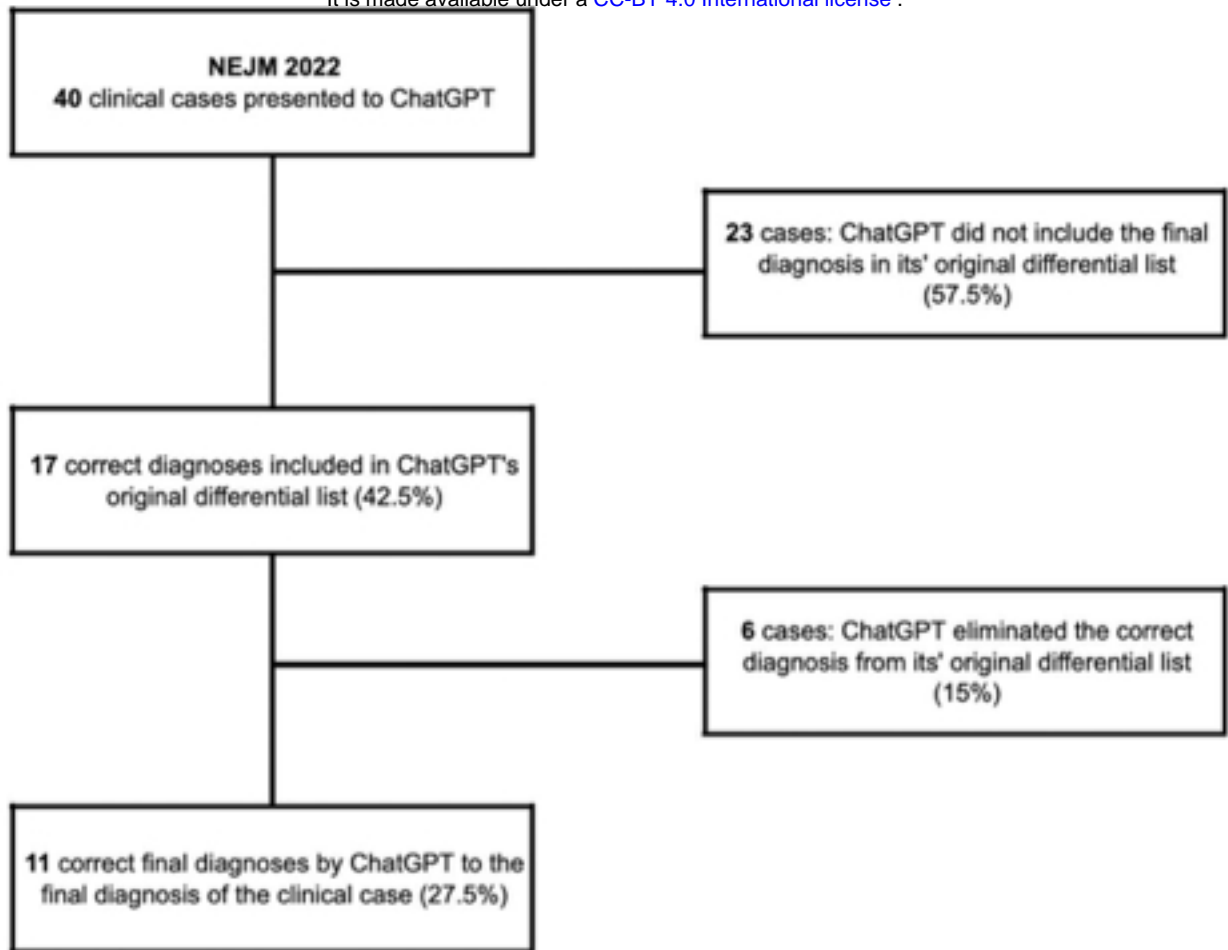 It is made available under a CC-BY 4.0 International license .
NEJM 2022
40 clinical cases presented to ChatGPT
23 cases: ChatGPT did not include the final
diagnosis in its' original differential list
(57.5%)
17 correct diagnoses included in ChatGPT's
original differential list (42.5%)
6 cases: ChatGPT eliminated the correct
diagnosis from its' original differential list
(15%)
11 correct final diagnoses by ChatGPT to the
final diagnosis of the clinical case (27.5%)